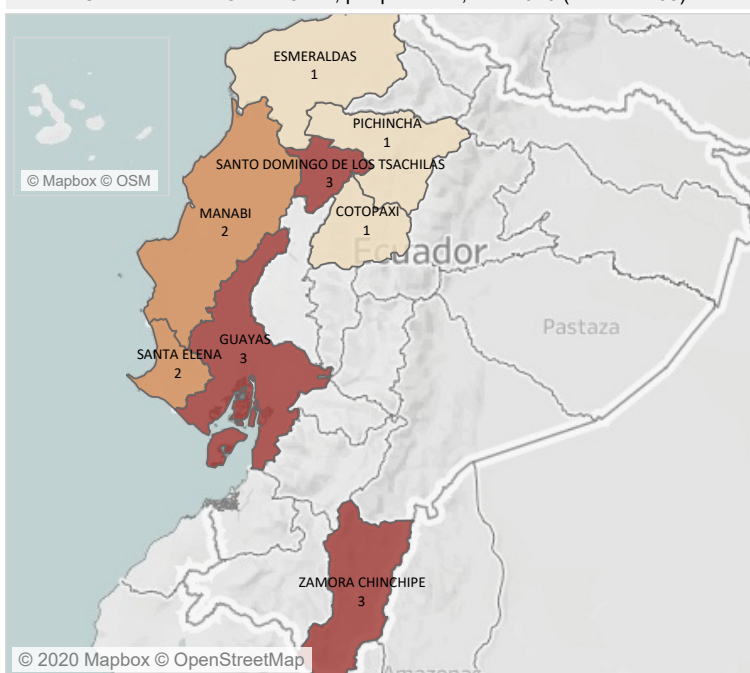 ESMERALDAS
1
PICHINCHA
1
SANTO DOMINGO DE LOS TSACHILAS
3
© Mapbox © OSM
MANABI
2
COTOPAXI
1
Ecuador
Pastaza
GUAYAS
3
SANTA ELENA
2
ZAMORA CHINCHIPE
3
© 2020 Mapbox © OpenStreetMap
Amazonas